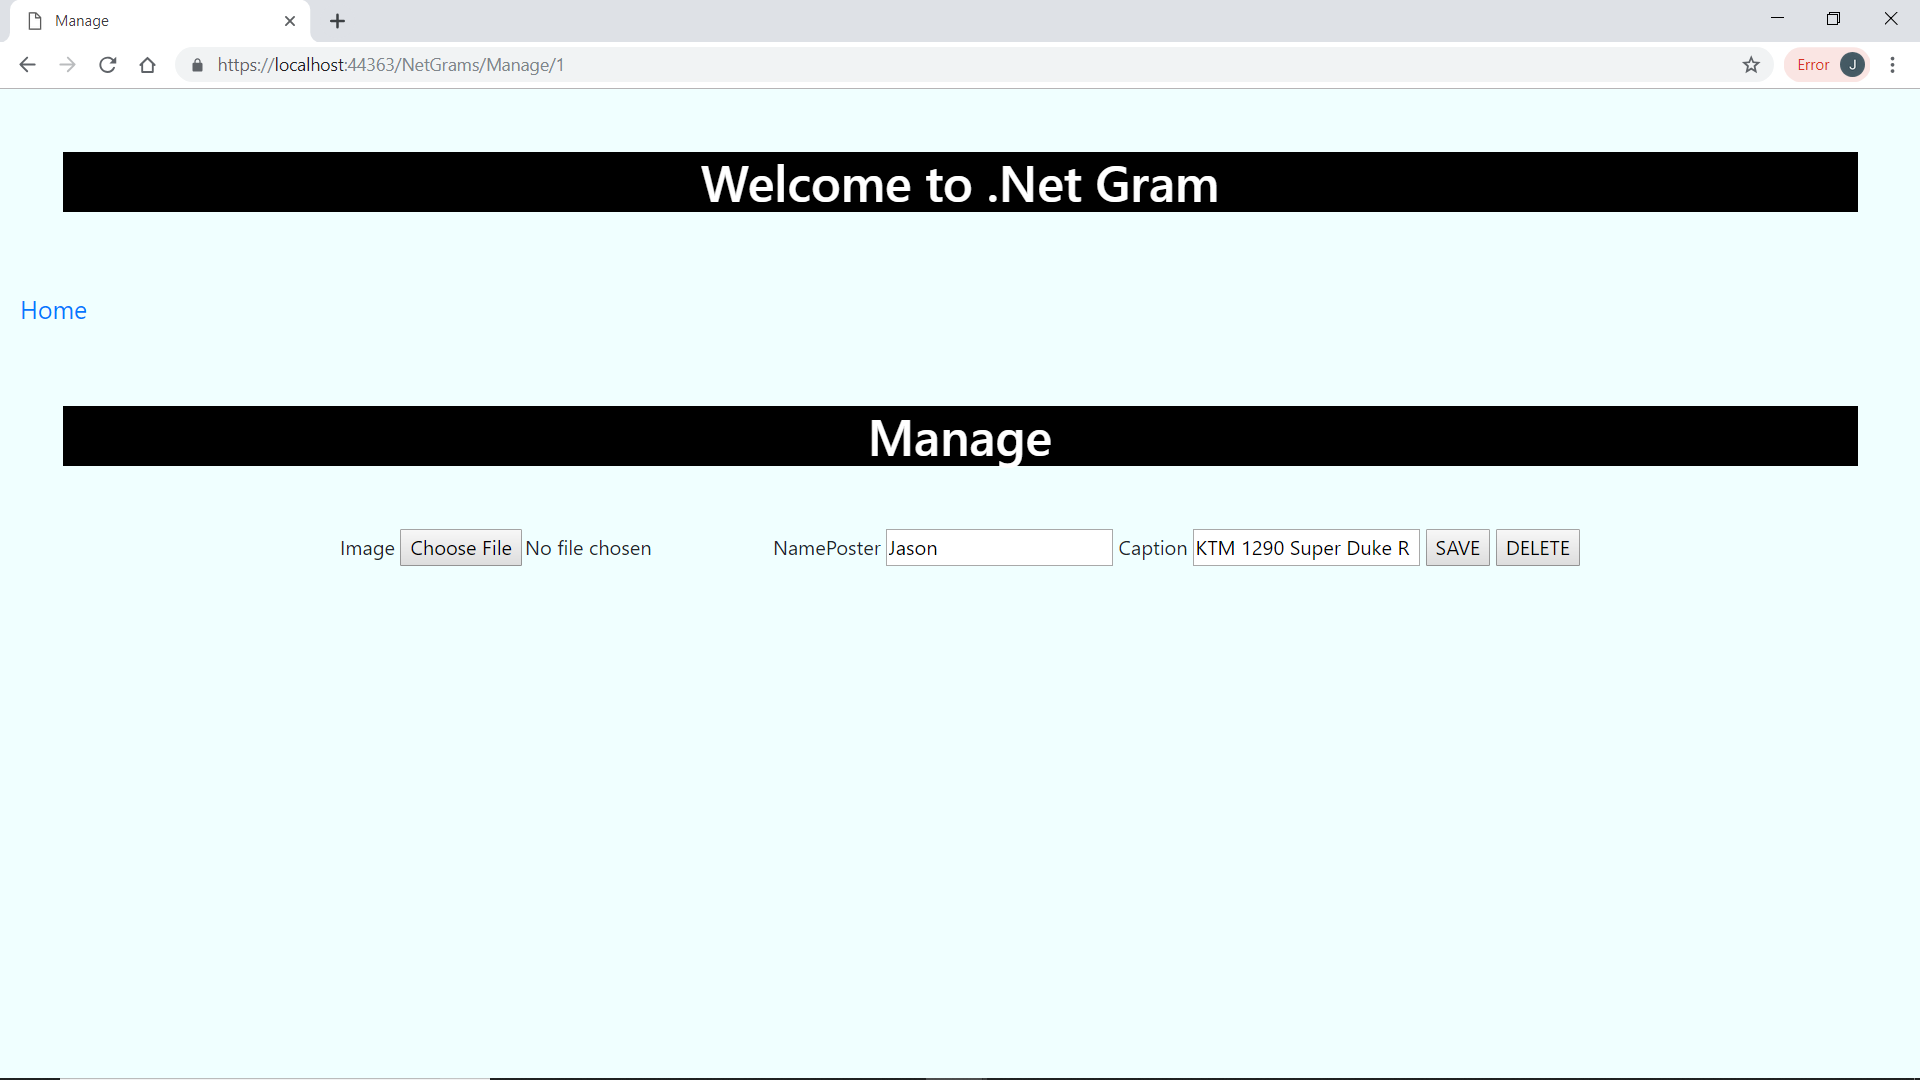 Manage
https://localhost:44363/NetGrams/Manage/1
Error J
Welcome to .Net Gram
Home
Manage
Image Choose File No file chosen NamePoster Jason Caption KTM 1290 Super Duke R SAVE DELETE